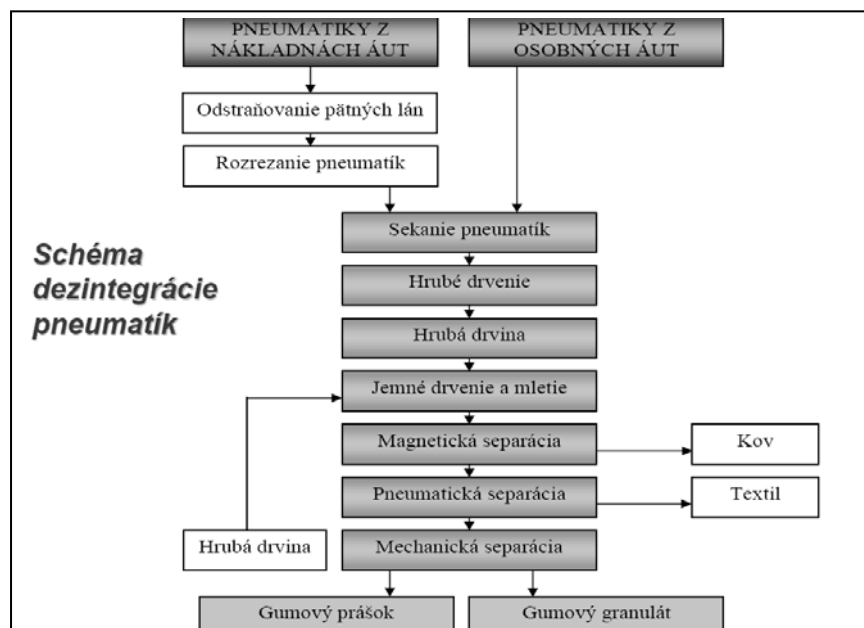 PNEUMATIKY Z
NÁKLADNÁCH ÁUT
PNEUMATIKY Z
OSOBNÝCH ÁUT
Odstraňovanie pätných lán
Rozrezanie pneumatík
Sekanie pneumatík
Schéma
dezintegrácie
pneumatík
Hrubé drvenie
Hrubá drvina
Jemné drvenie a mletie
Magnetická separácia
Kov
Pneumatická separácia
Textil
Hrubá drvina
Mechanická separácia
Gumový prášok
Gumový granulát